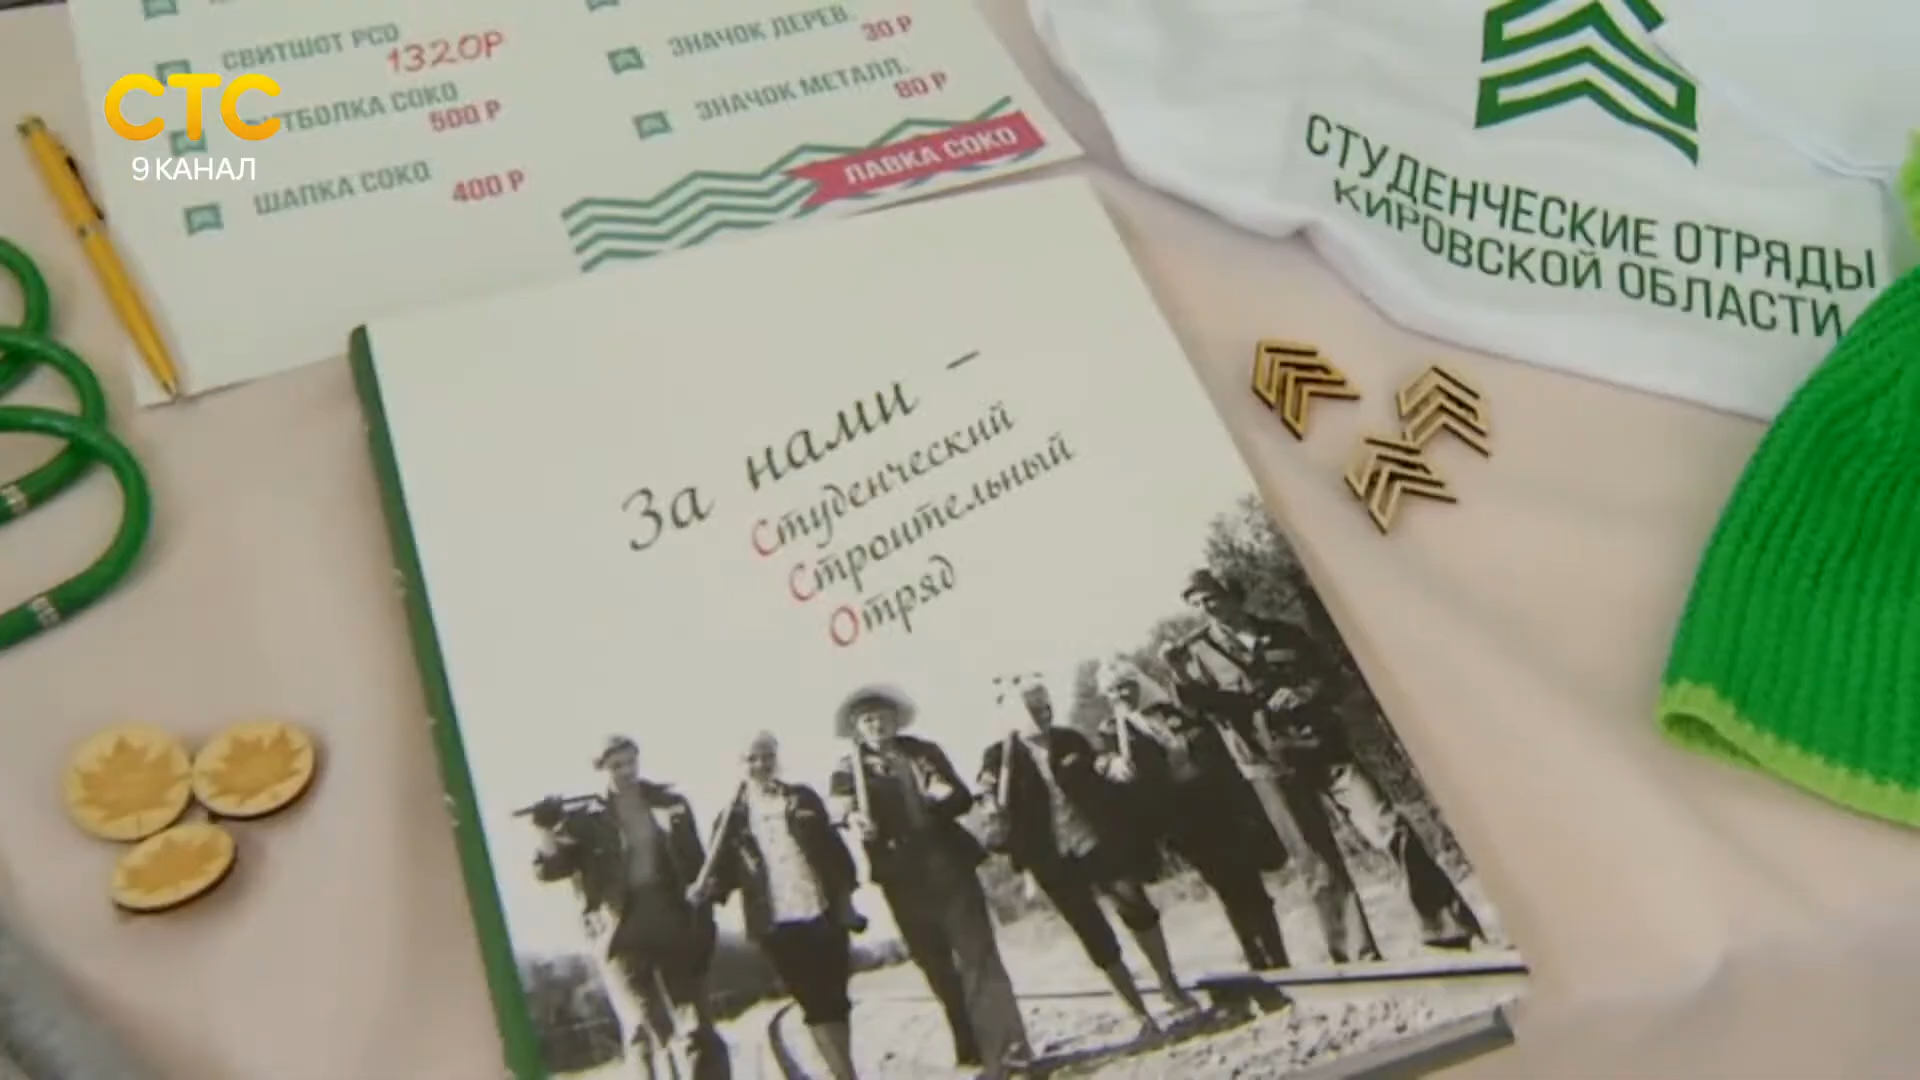 СВИТШОТ РСО
1320Р
ФУТБОЛКА СОКО
500 Р
ШАПКА СОКО
400 Р
ЗНАЧОК ДЕРЕВ.
30 Р
ЗНАЧОК МЕТАЛЛ.
80 Р
ЛАВКА СОКО
СТС
9 КАНАЛ
СТУДЕНЧЕСКИЕ ОТРЯДЫ
КИРОВСКОЙ ОБЛАСТИ
За нами –
Студенческий
Строительный
Отряд